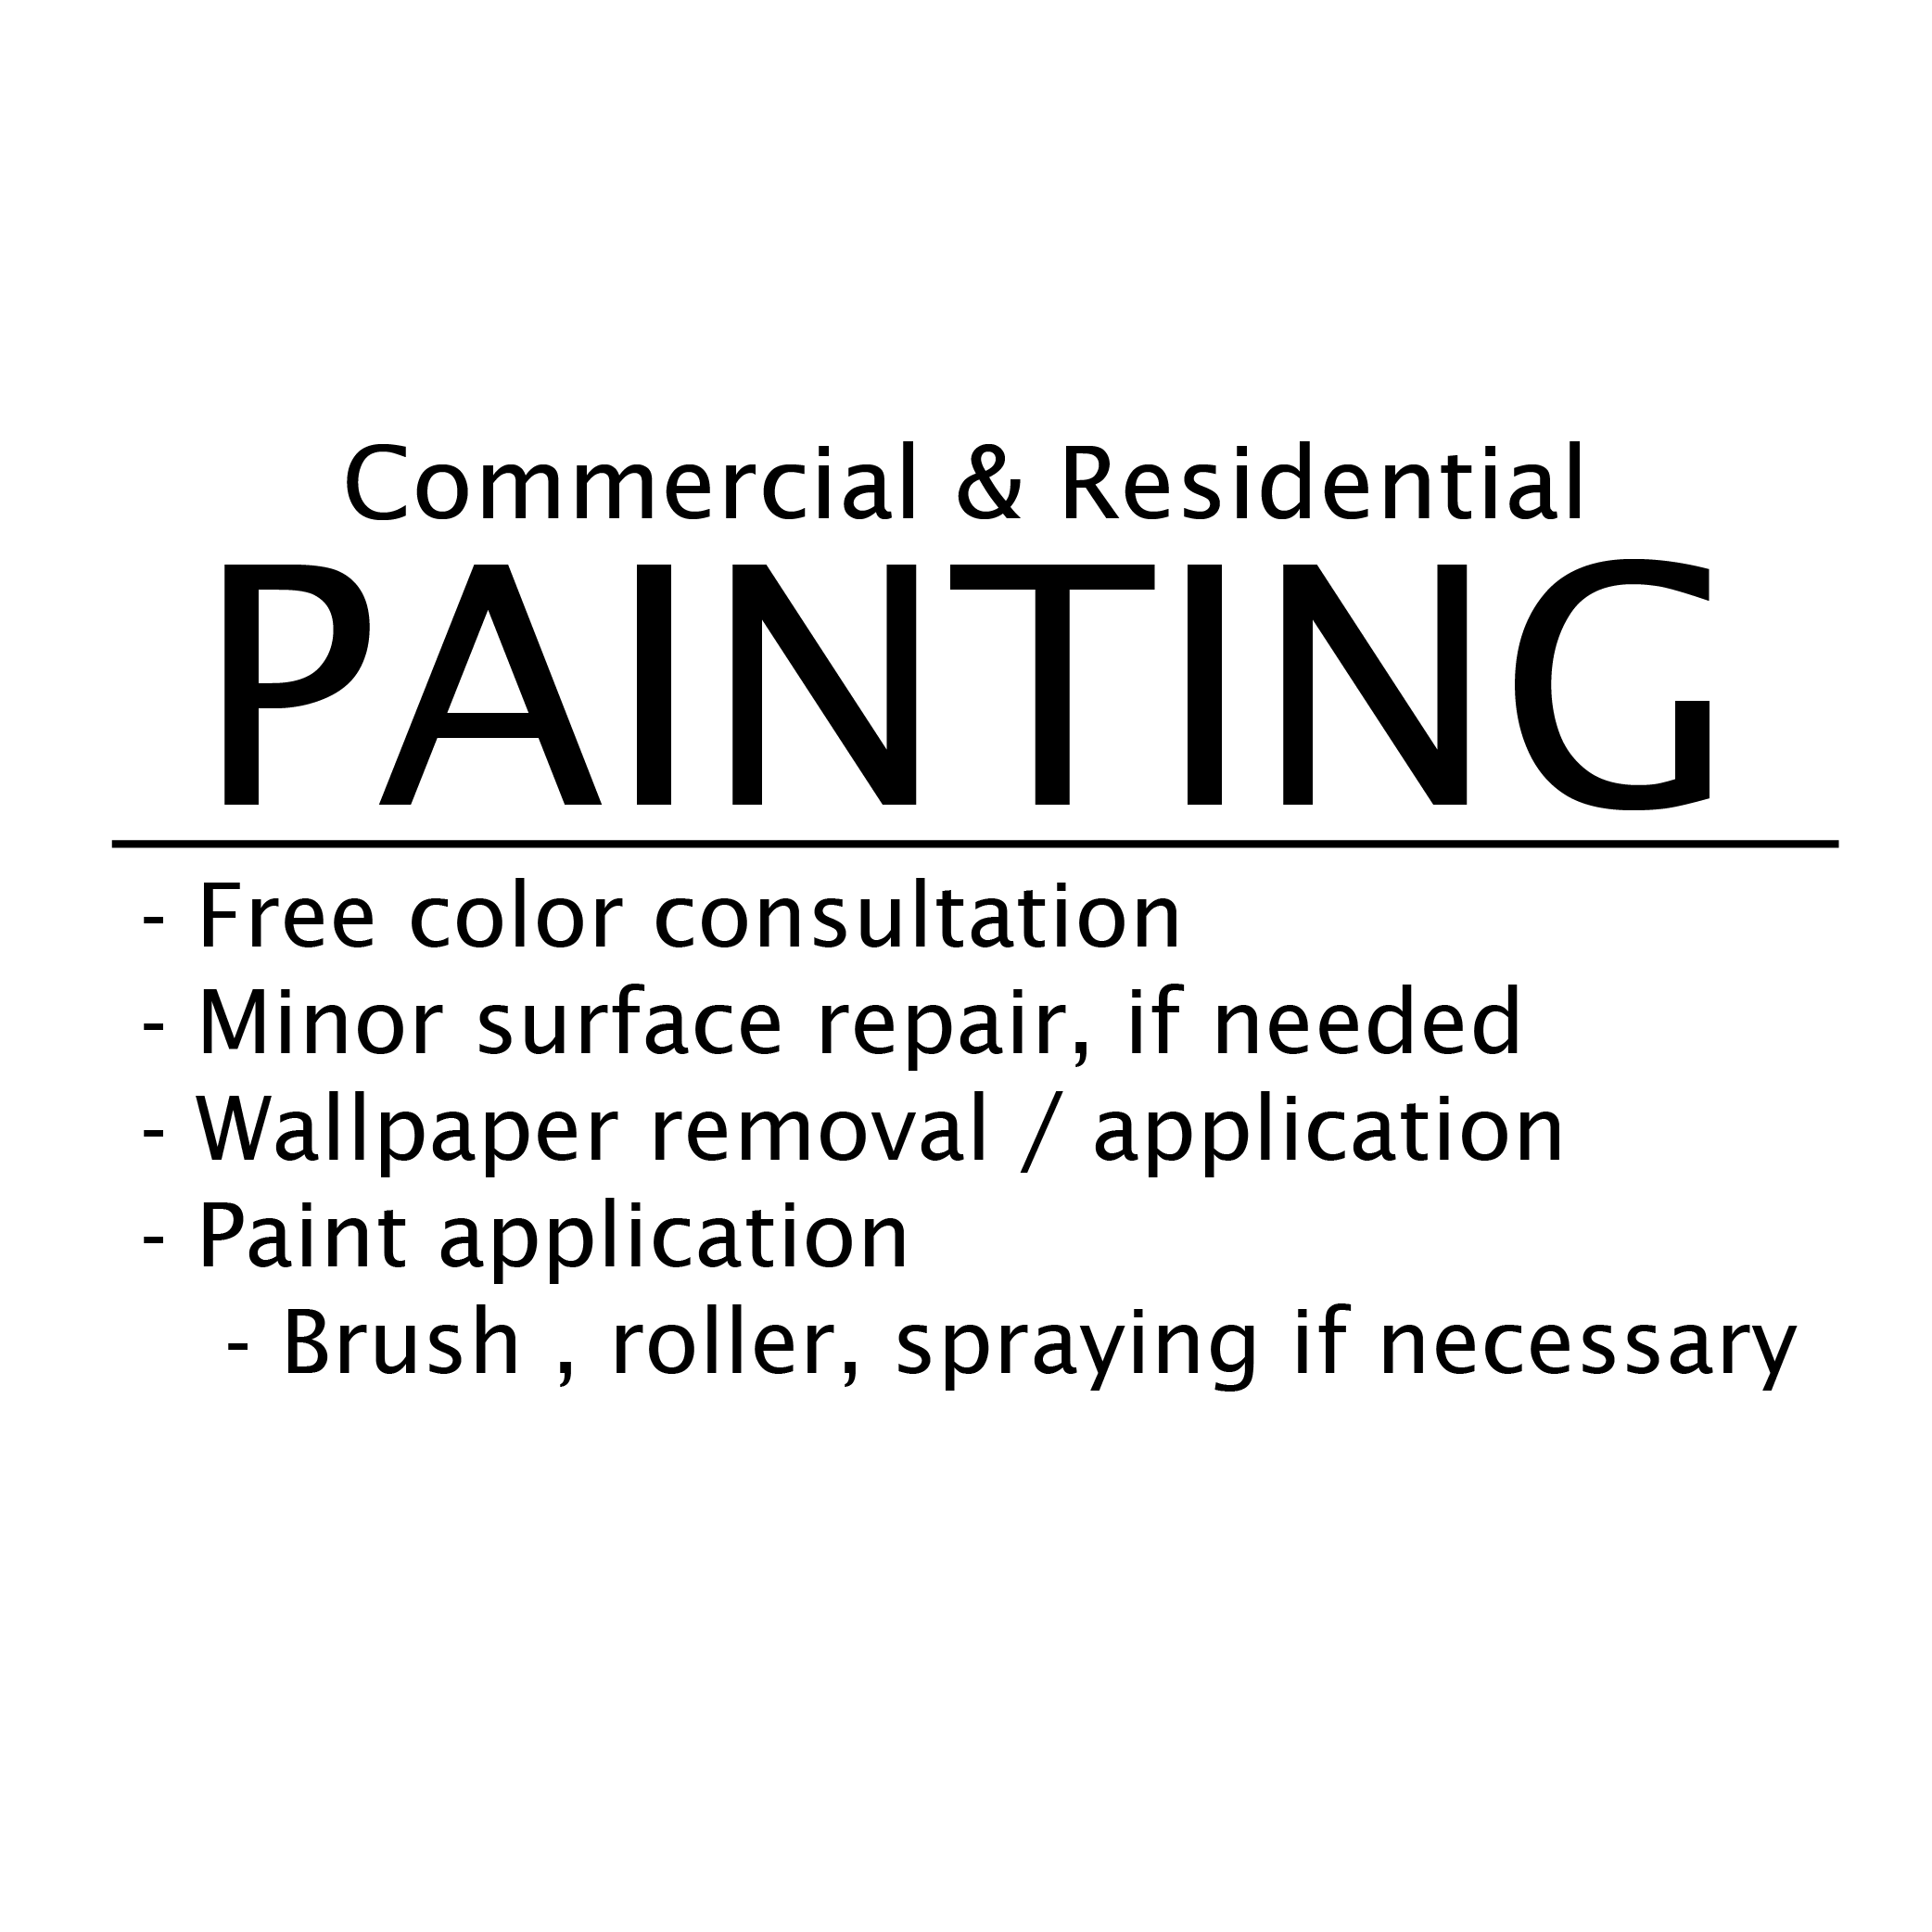 Commercial & Residential
PAINTING
- Free color consultation
- Minor surface repair, if needed
- Wallpaper removal / application
- Paint application
- Brush , roller, spraying if necessary